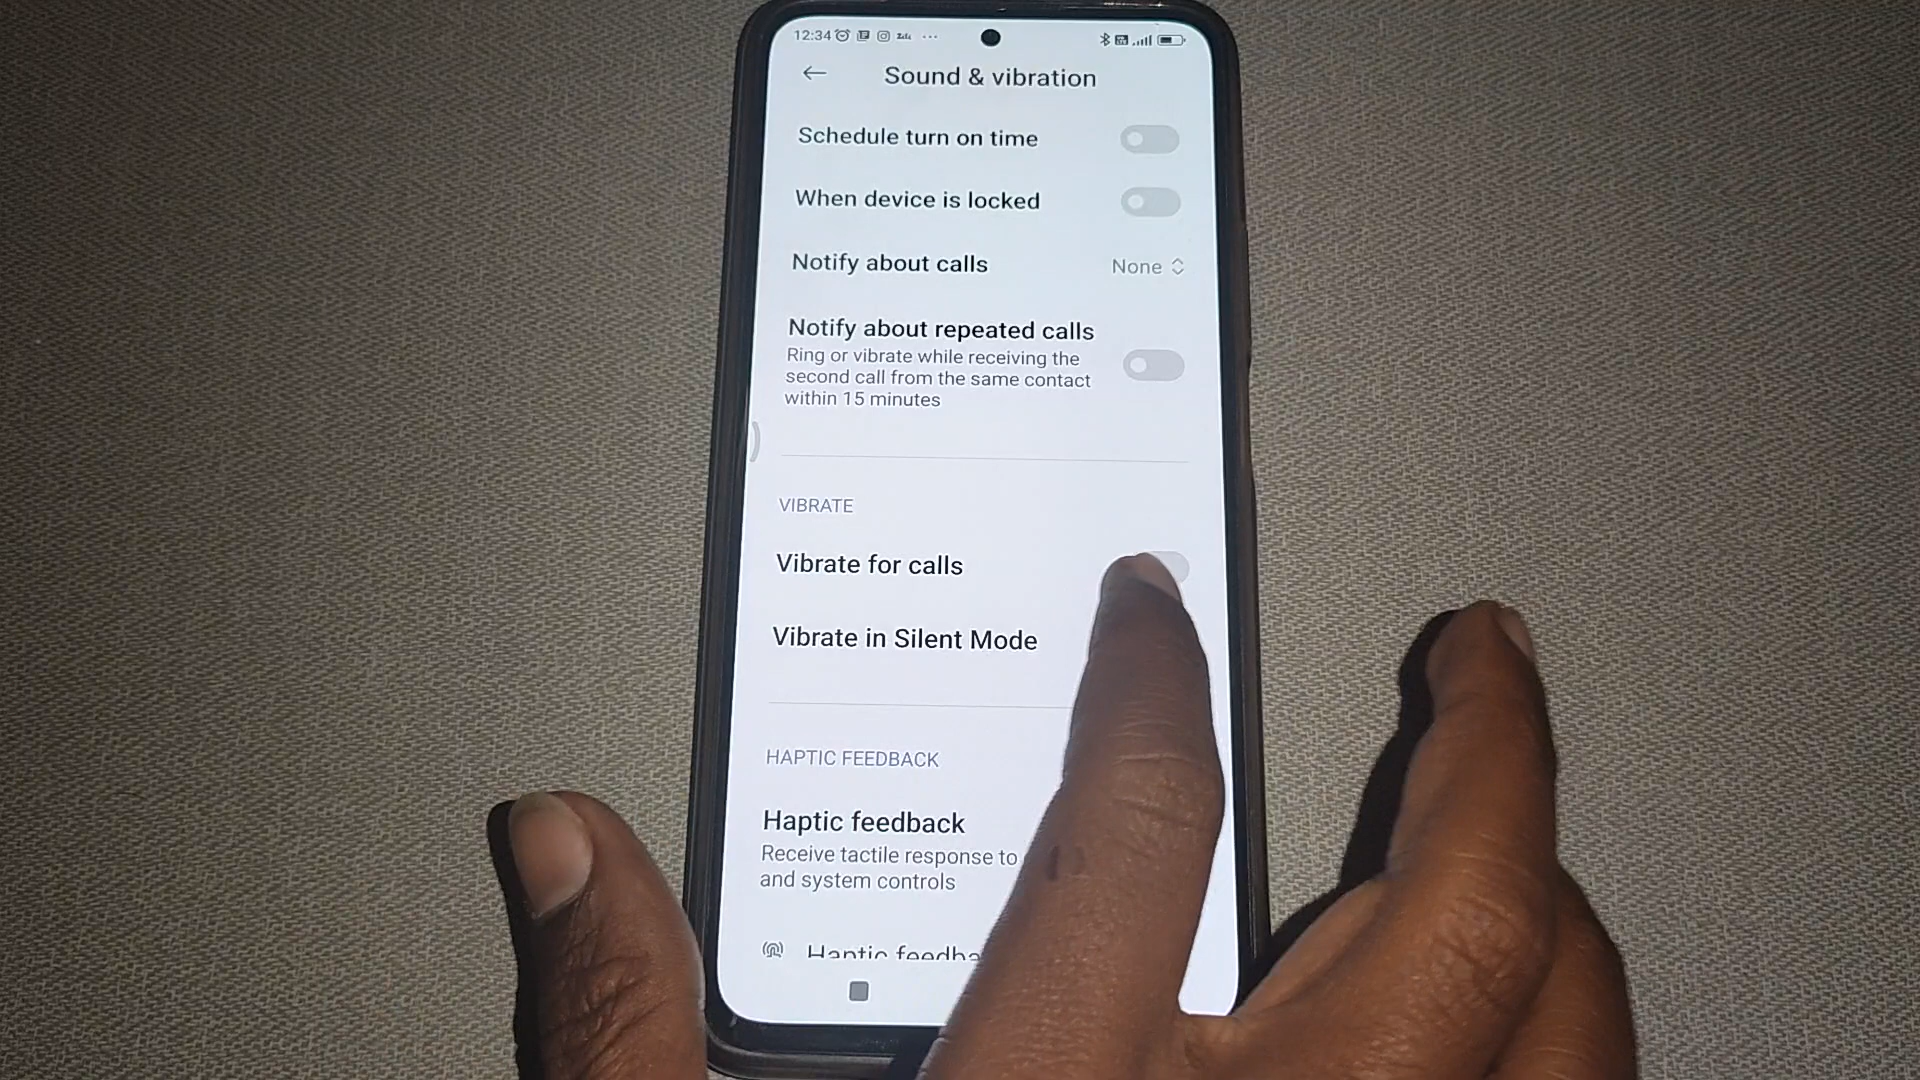 12:34
Sound & vibration
Schedule turn on time
When device is locked
Notify about calls
None
Notify about repeated calls
Ring or vibrate while receiving the
second call from the same contact
within 15 minutes
VIBRATE
Vibrate for calls
Vibrate in Silent Mode
HAPTIC FEEDBACK
Haptic feedback
Receive tactile response to
and system controls
Haptic feedba